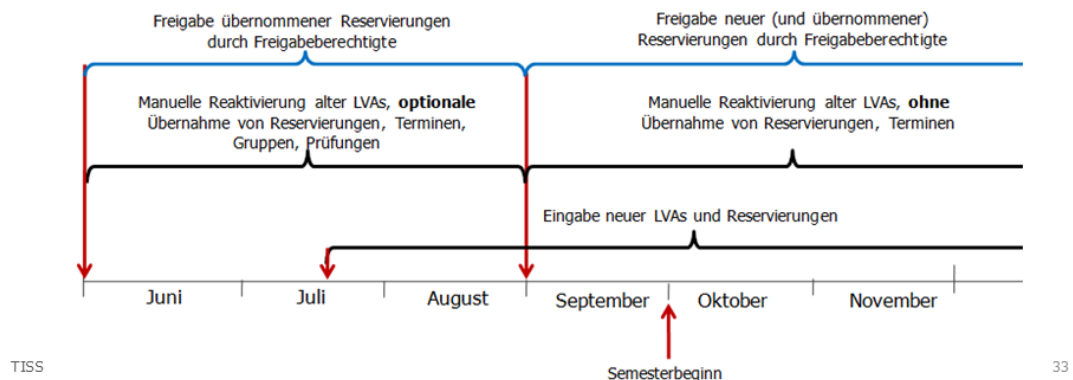 Freigabe übernommener Reservierungen
durch Freigabeberechtigte
Freigabe neuer (und übernommener)
Reservierungen durch Freigabeberechtigte
Manuelle Reaktivierung alter LVAs, optionale
Übernahme von Reservierungen, Terminen,
Gruppen, Prüfungen
Manuelle Reaktivierung alter LVAs, ohne
Übernahme von Reservierungen, Terminen
Eingabe neuer LVAs und Reservierungen
Juni
Juli
August
September
Oktober
November
Semesterbeginn
TISS
33